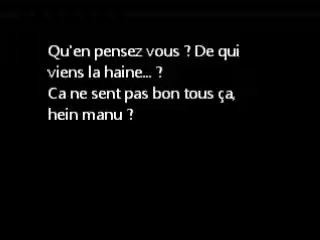 Qu'en pensez vous ? De qui
viens la haine... ?
Ca ne sent pas bon tous ça,
hein manu ?